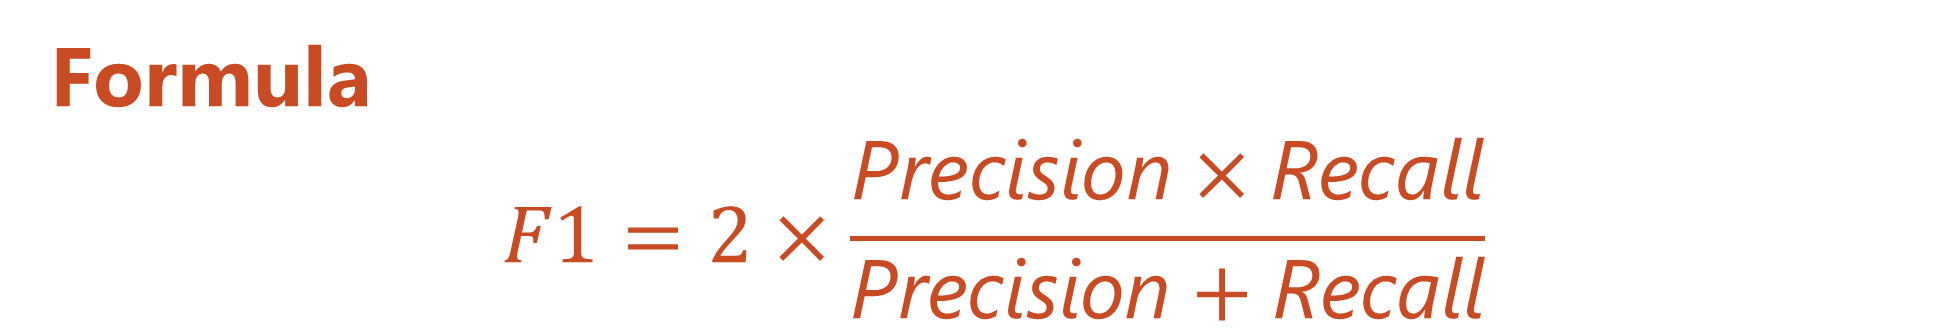 Formula
F1 = 2 × Precision × Recall / Precision + Recall